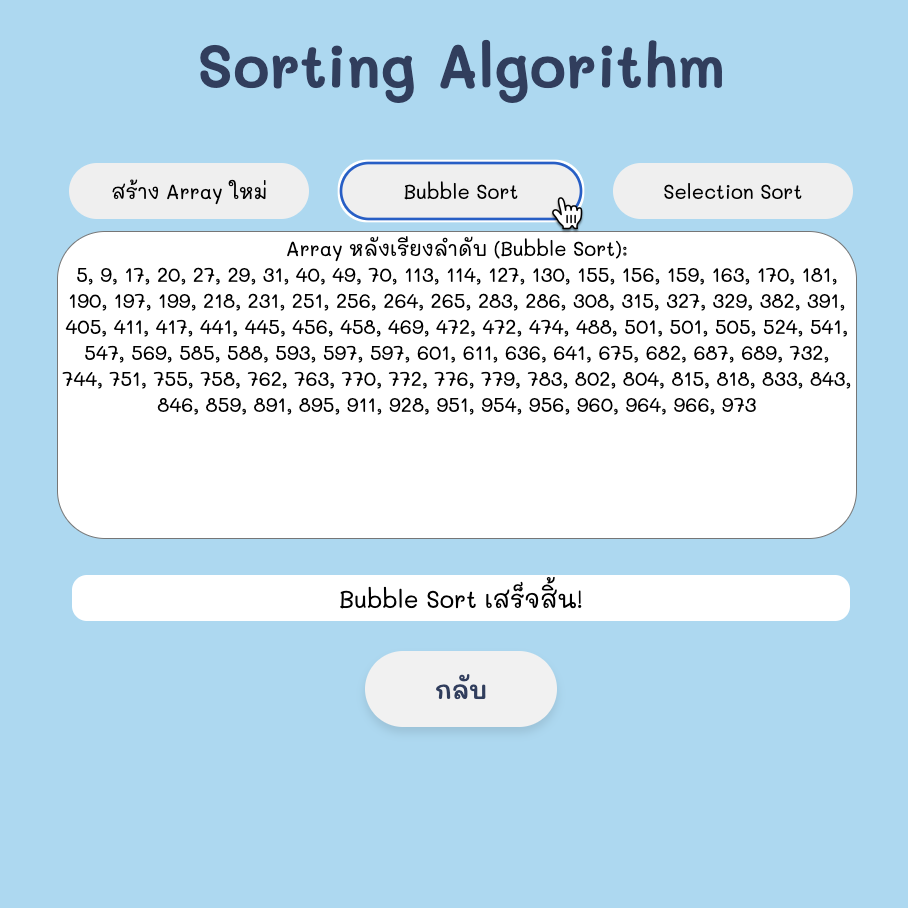 Sorting Algorithm
สร้าง Array ใหม่
Bubble Sort
Selection Sort
Array หลังเรียงลำดับ (Bubble Sort):
5, 9, 17, 20, 27, 29, 31, 40, 49, 70, 113, 114, 127, 130, 155, 156, 159, 163, 170, 181,
190, 197, 199, 218, 231, 251, 256, 264, 265, 283, 286, 308, 315, 327, 329, 382, 391,
405, 411, 417, 441, 445, 456, 458, 469, 472, 472, 474, 488, 501, 501, 505, 524, 541,
547, 569, 585, 588, 593, 597, 597, 601, 611, 636, 641, 675, 682, 687, 689, 732,
744, 751, 755, 758, 762, 763, 770, 772, 776, 779, 783, 802, 804, 815, 818, 833, 843,
846, 859, 891, 895, 911, 928, 951, 954, 956, 960, 964, 966, 973
Bubble Sort เสร็จสิ้น!
กลับ